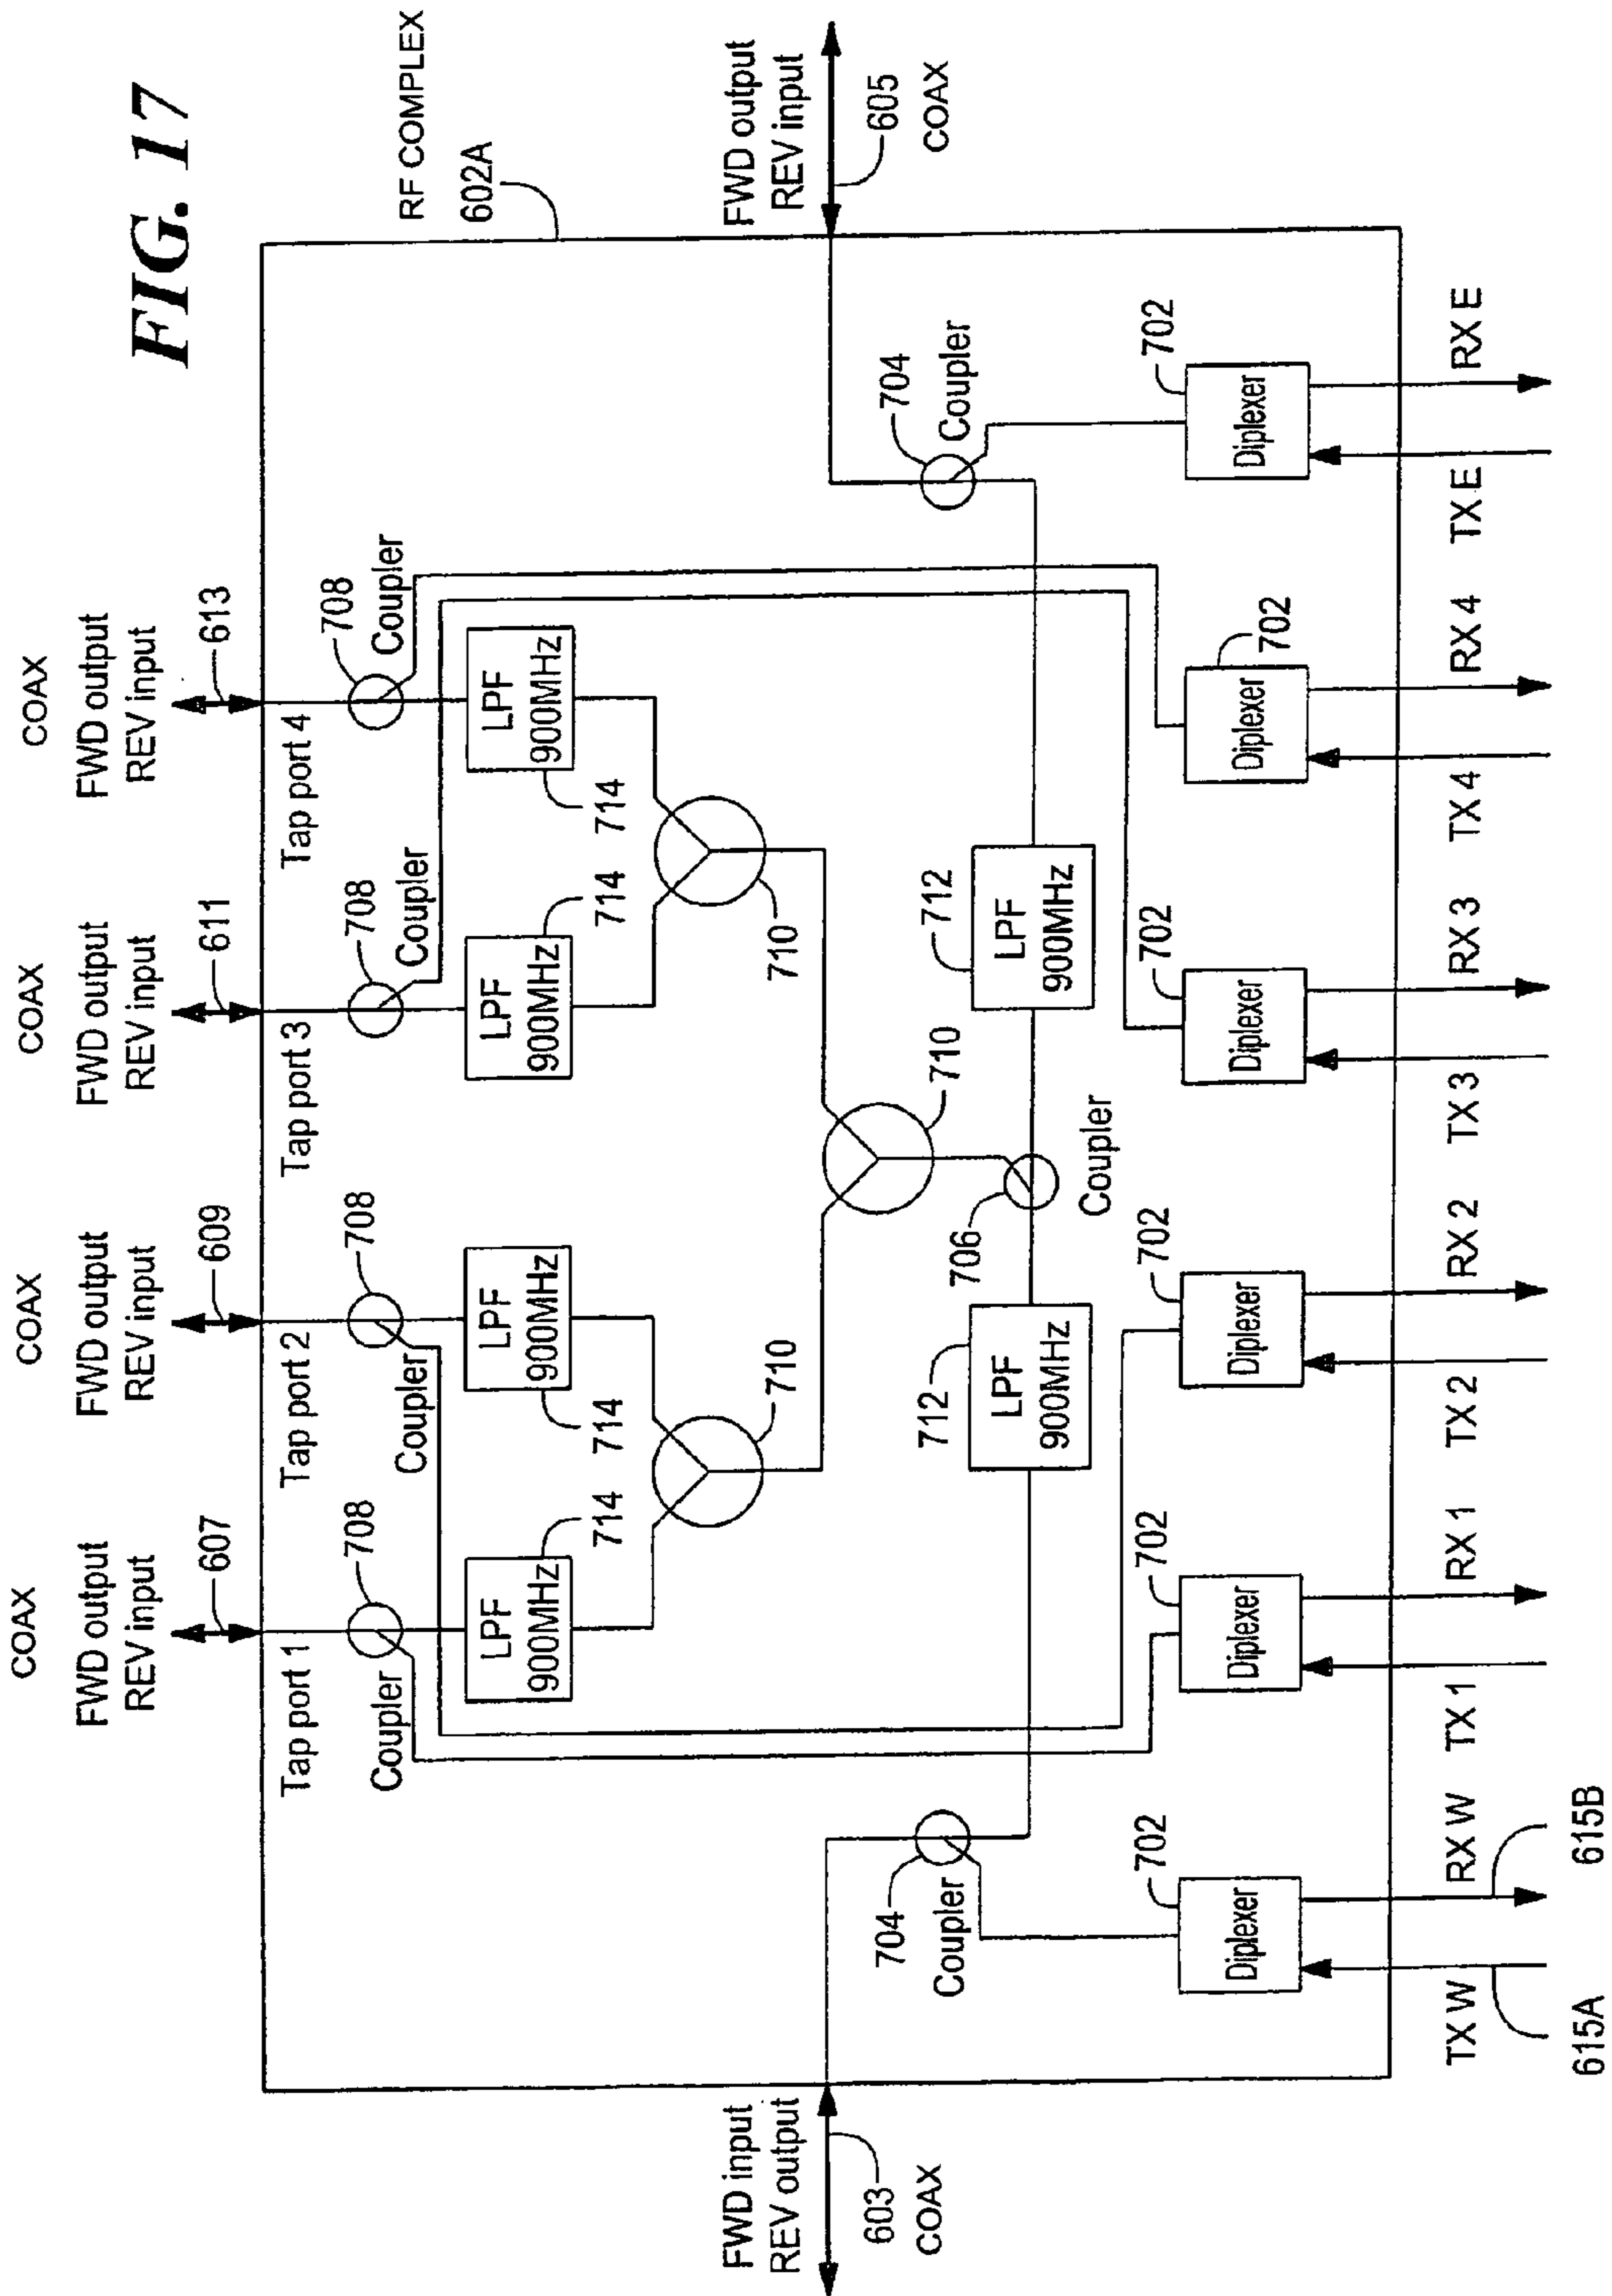 FIG. 17
COAX
FWD output
REV input
607
COAX
FWD output
REV input
609
COAX
FWD output
REV input
611
COAX
FWD output
REV input
613
RF COMPLEX
602A
Tap port 1
Tap port 2
Tap port 3
Tap port 4
708
Coupler
708
Coupler
708
Coupler
708
Coupler
LPF
900MHz
714
LPF
900MHz
714
LPF
900MHz
714
LPF
900MHz
714
710
710
710
FWD input
REV output
603
COAX
FWD output
REV input
605
COAX
704
Coupler
712
LPF
900MHz
706
Coupler
712
LPF
900MHz
704
Coupler
702
Diplexer
702
Diplexer
702
Diplexer
702
Diplexer
702
Diplexer
702
Diplexer
TX W
RX W
TX 1
RX 1
TX 2
RX 2
TX 3
RX 3
TX 4
RX 4
TX E
RX E
615A
615B